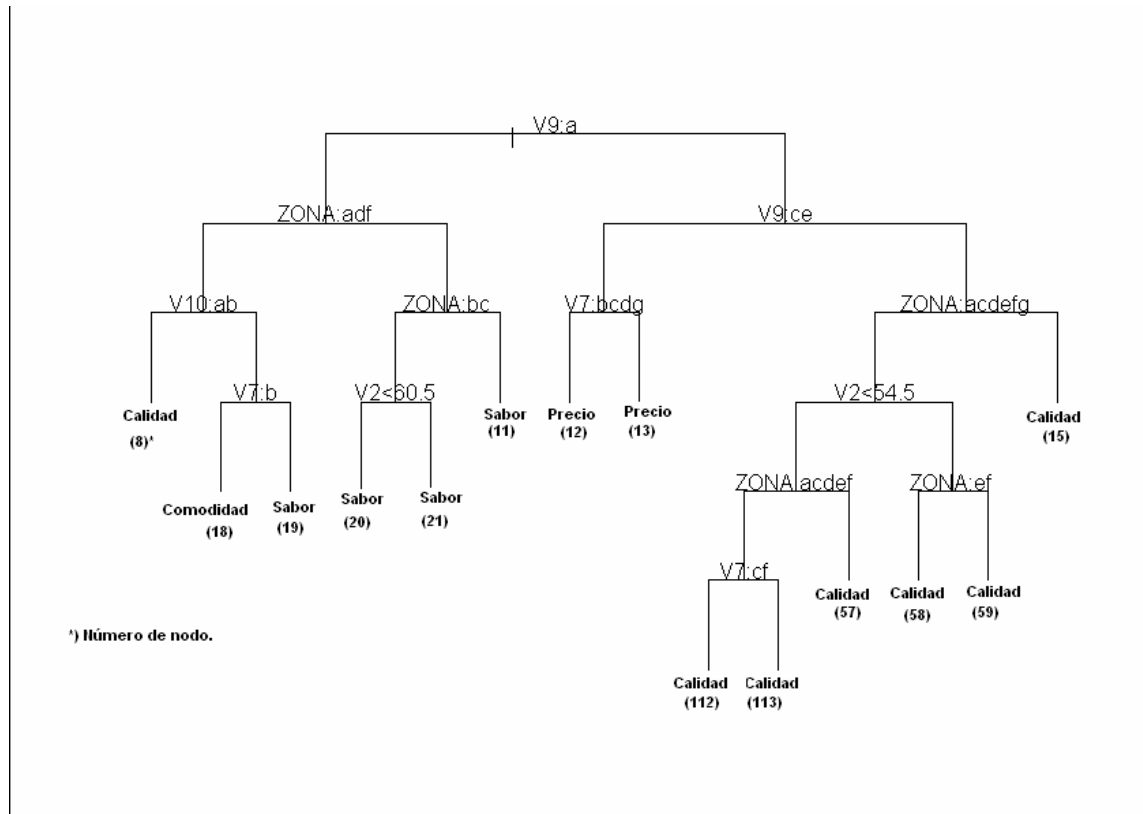 V9:a
ZONA:adf
V9:ce
V10:ab
ZONA:bc
V7:bcdg
ZONA:acdefg
Calidad
(8)*
V7:b
V2<60.5
Sabor
(11)
Precio
(12)
Precio
(13)
V2<54.5
Calidad
(15)
Comodidad
(18)
Sabor
(19)
Sabor
(20)
Sabor
(21)
ZONA:acdef
ZONA:ef
V7:cf
Calidad
(57)
Calidad
(58)
Calidad
(59)
*) Número de nodo.
Calidad
(112)
Calidad
(113)